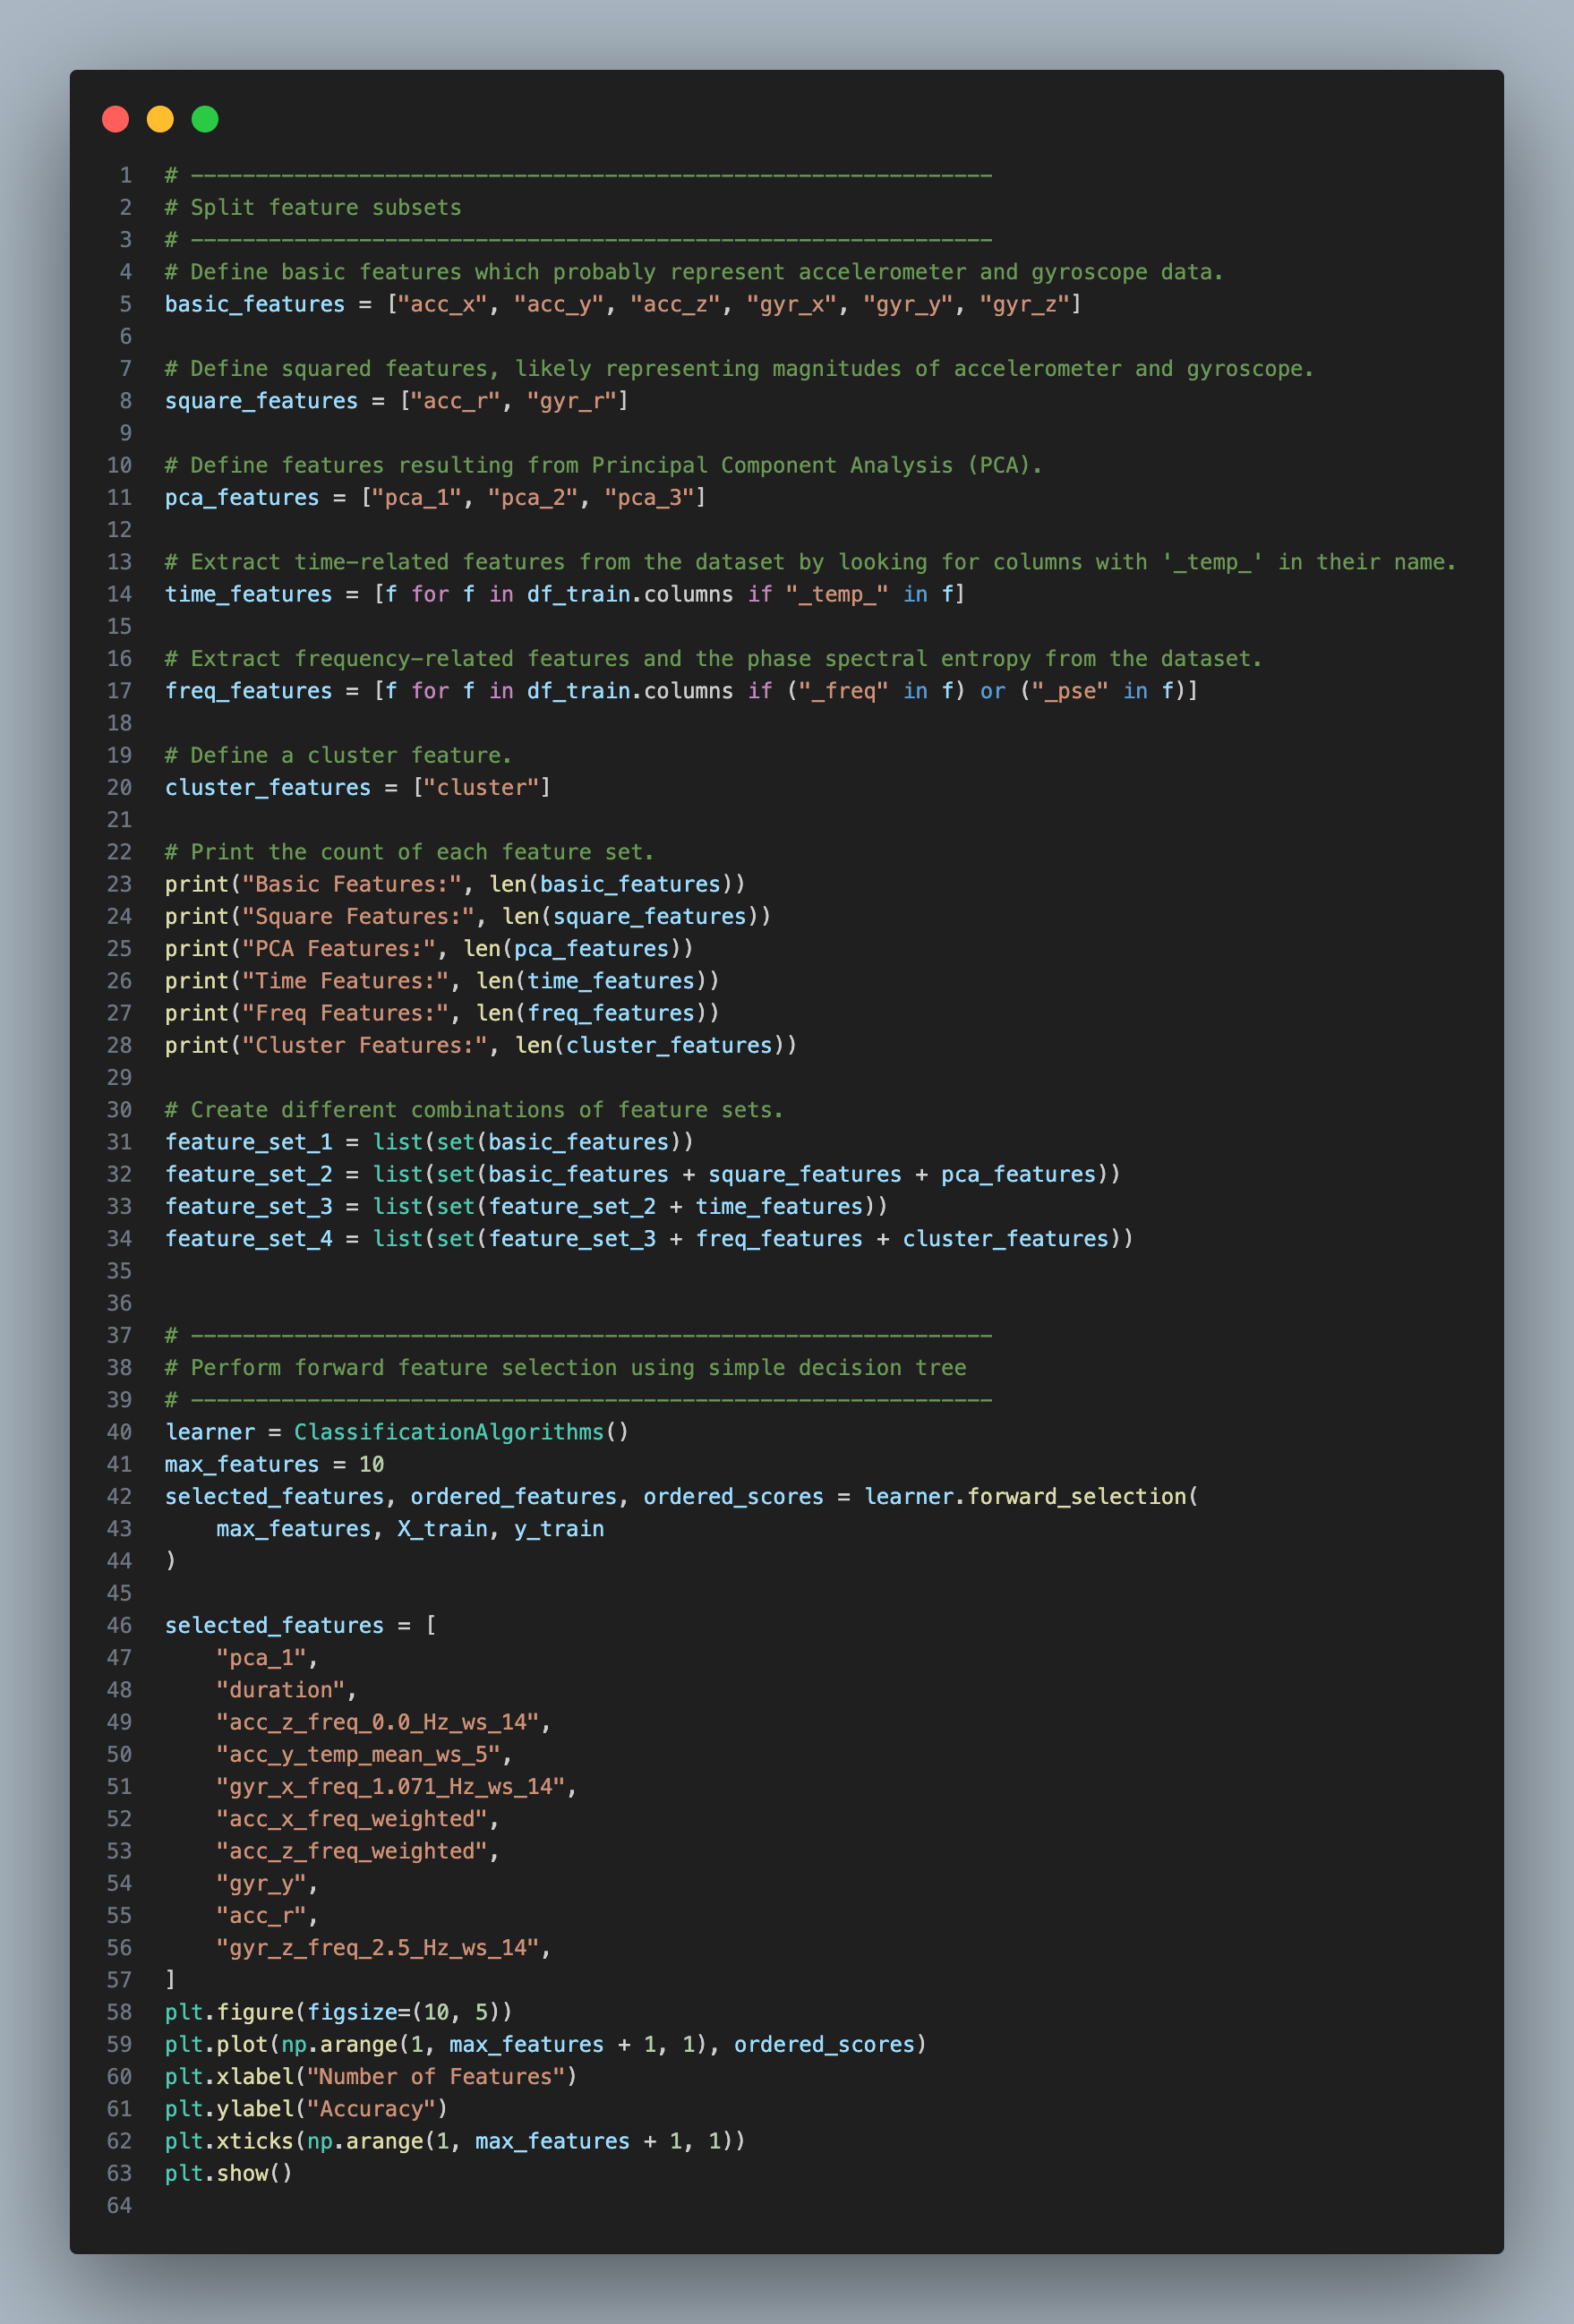 1 # --------------------------------------------------------------
2 # Split feature subsets
3 # --------------------------------------------------------------
4 # Define basic features which probably represent accelerometer and gyroscope data.
5 basic_features = ["acc_x", "acc_y", "acc_z", "gyr_x", "gyr_y", "gyr_z"]
6
7 # Define squared features, likely representing magnitudes of accelerometer and gyroscope.
8 square_features = ["acc_r", "gyr_r"]
9
10 # Define features resulting from Principal Component Analysis (PCA).
11 pca_features = ["pca_1", "pca_2", "pca_3"]
12
13 # Extract time-related features from the dataset by looking for columns with '_temp_' in their name.
14 time_features = [f for f in df_train.columns if "_temp_" in f]
15
16 # Extract frequency-related features and the phase spectral entropy from the dataset.
17 freq_features = [f for f in df_train.columns if ("_freq" in f) or ("_pse" in f)]
18
19 # Define a cluster feature.
20 cluster_features = ["cluster"]
21
22 # Print the count of each feature set.
23 print("Basic Features:", len(basic_features))
24 print("Square Features:", len(square_features))
25 print("PCA Features:", len(pca_features))
26 print("Time Features:", len(time_features))
27 print("Freq Features:", len(freq_features))
28 print("Cluster Features:", len(cluster_features))
29
30 # Create different combinations of feature sets.
31 feature_set_1 = list(set(basic_features))
32 feature_set_2 = list(set(basic_features + square_features + pca_features))
33 feature_set_3 = list(set(feature_set_2 + time_features))
34 feature_set_4 = list(set(feature_set_3 + freq_features + cluster_features))
35
36
37 # --------------------------------------------------------------
38 # Perform forward feature selection using simple decision tree
39 # --------------------------------------------------------------
40 learner = ClassificationAlgorithms()
41 max_features = 10
42 selected_features, ordered_features, ordered_scores = learner.forward_selection(
43     max_features, X_train, y_train
44 )
45
46 selected_features = [
47     "pca_1",
48     "duration",
49     "acc_z_freq_0.0_Hz_ws_14",
50     "acc_y_temp_mean_ws_5",
51     "gyr_x_freq_1.071_Hz_ws_14",
52     "acc_x_freq_weighted",
53     "acc_z_freq_weighted",
54     "gyr_y",
55     "acc_r",
56     "gyr_z_freq_2.5_Hz_ws_14",
57 ]
58 plt.figure(figsize=(10, 5))
59 plt.plot(np.arange(1, max_features + 1, 1), ordered_scores)
60 plt.xlabel("Number of Features")
61 plt.ylabel("Accuracy")
62 plt.xticks(np.arange(1, max_features + 1, 1))
63 plt.show()
64